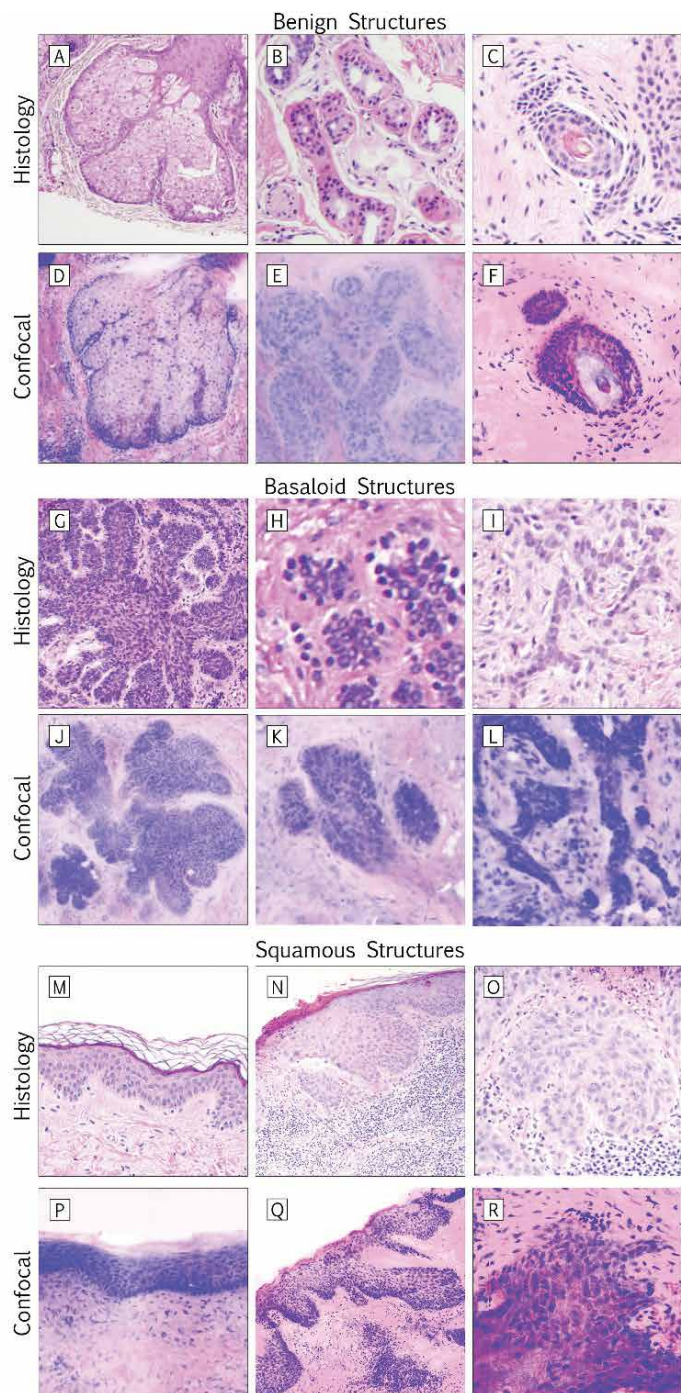 Benign Structures
Histology
A
B
C
Confocal
D
E
F
Basaloid Structures
Histology
G
H
I
Confocal
J
K
L
Squamous Structures
Histology
M
N
O
Confocal
P
Q
R